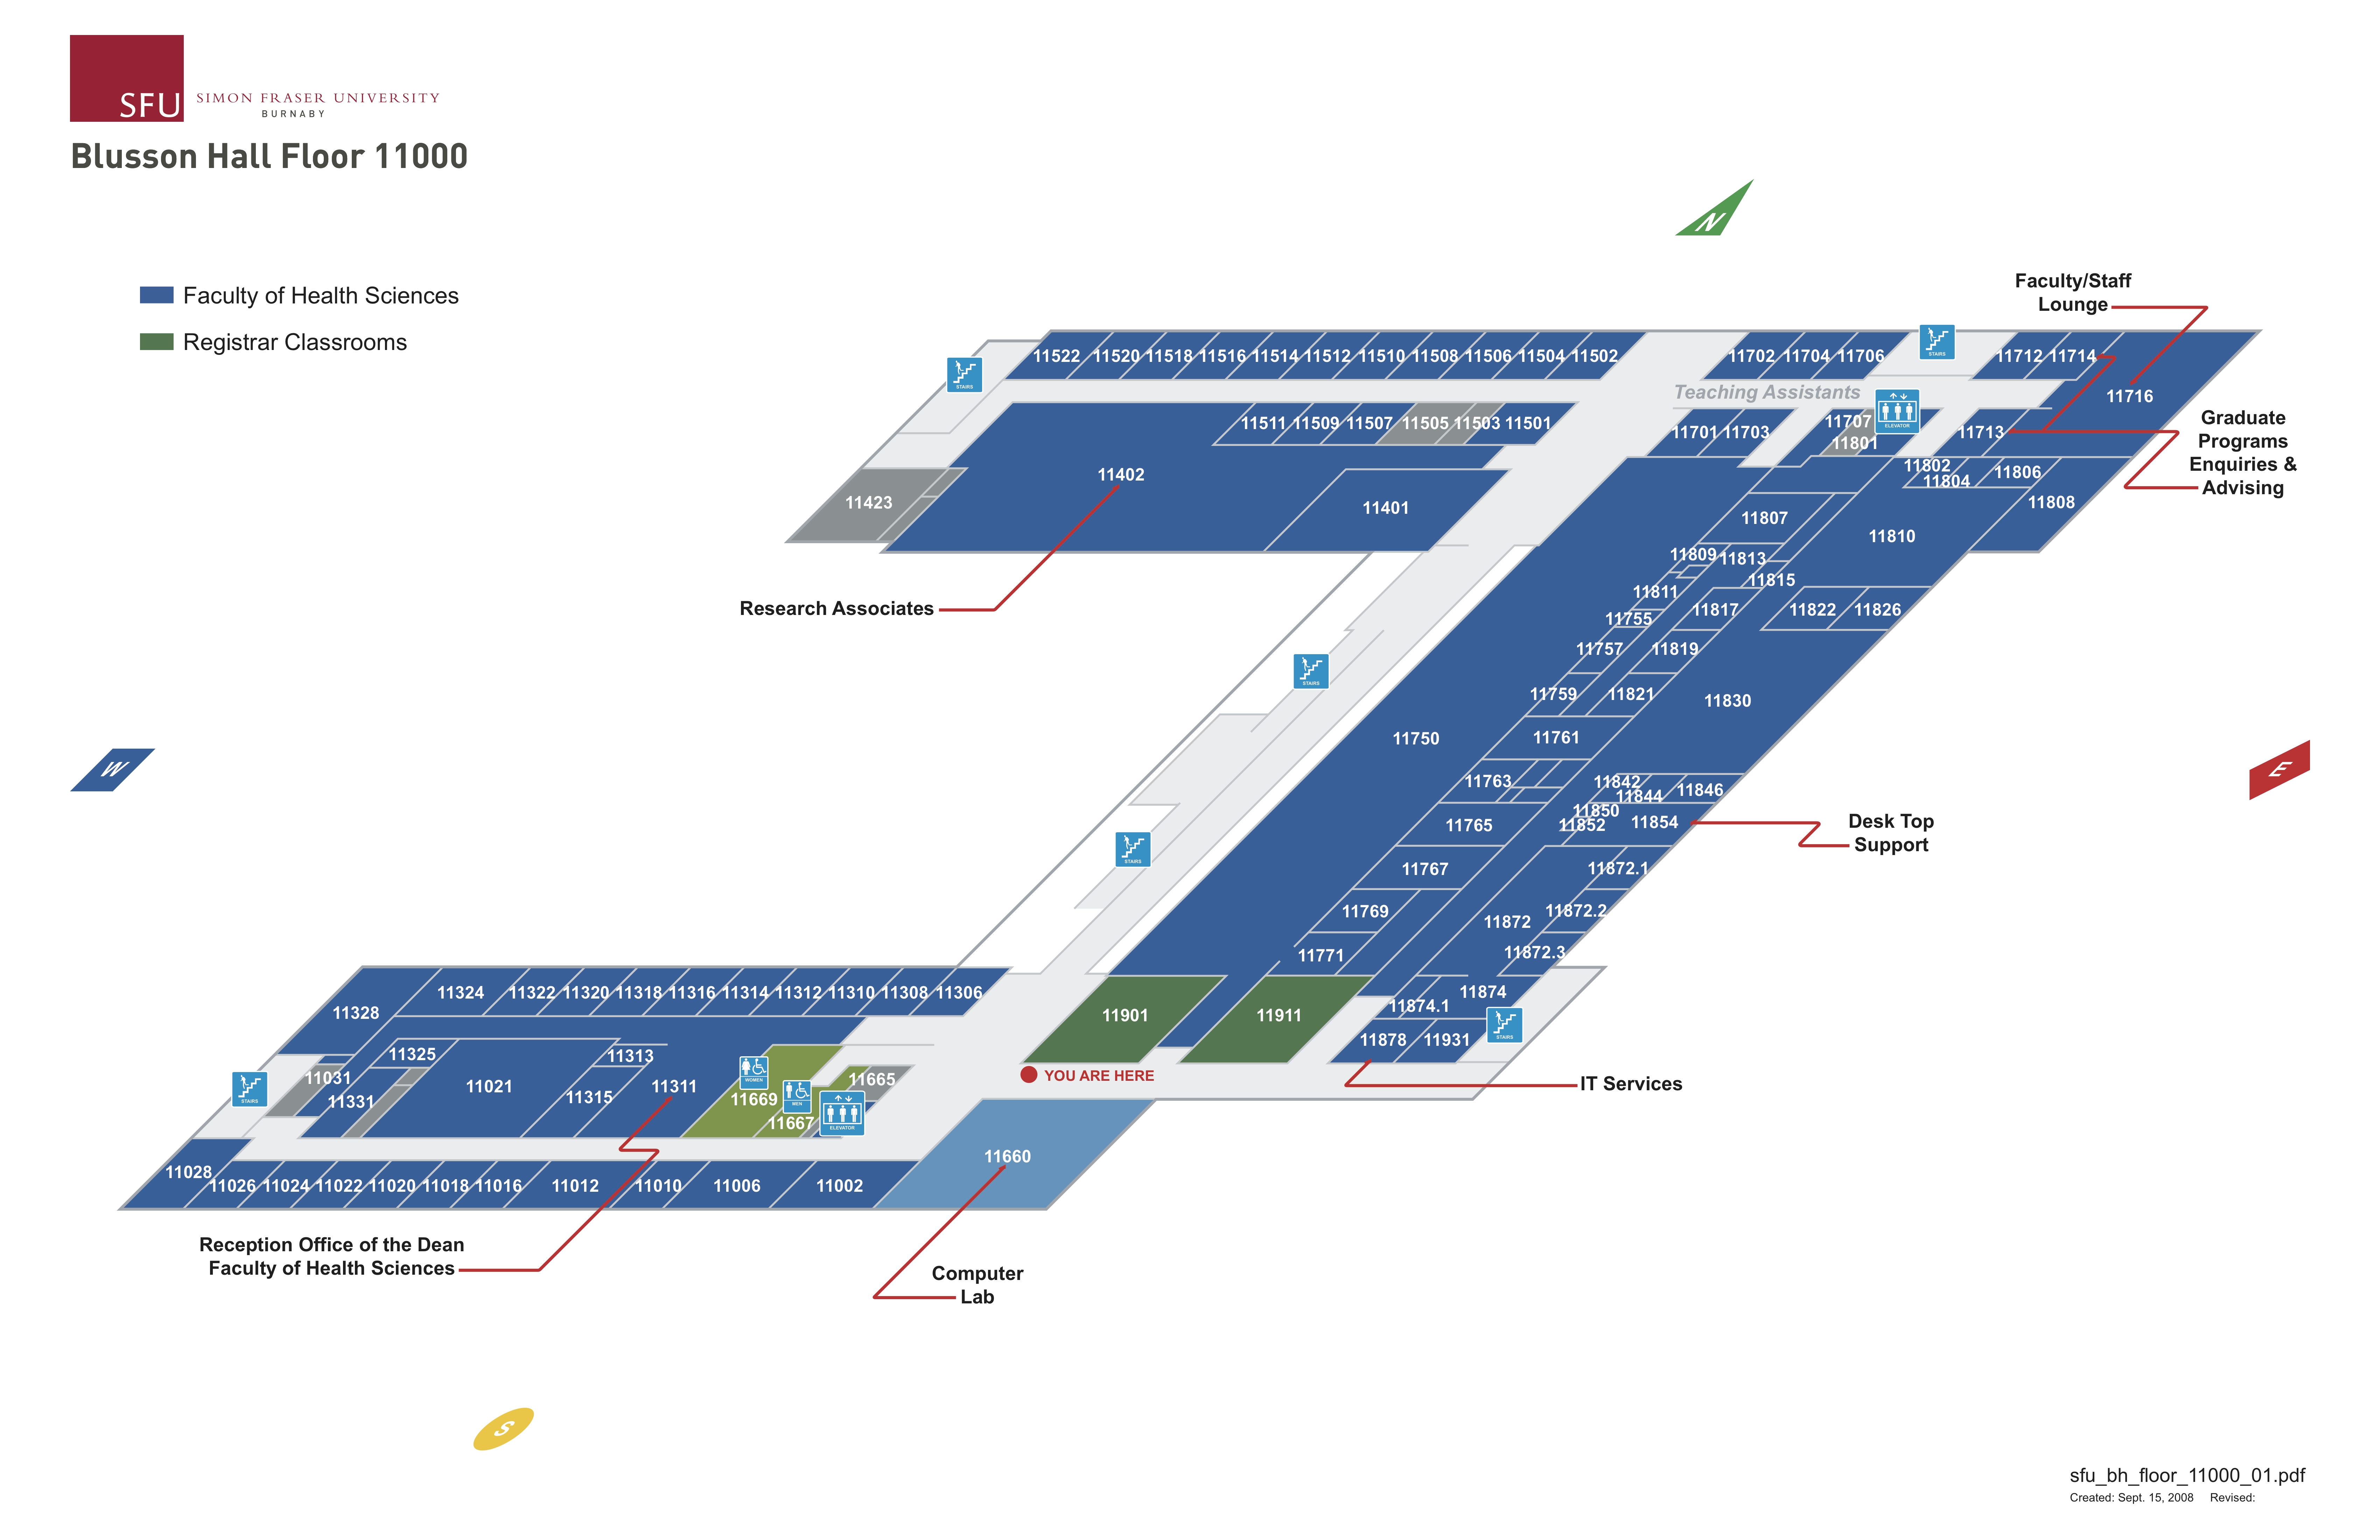 SFU
SIMON FRASER UNIVERSITY
BURNABY
Blusson Hall Floor 11000
N
Faculty of Health Sciences
Registrar Classrooms
Faculty/Staff
Lounge
STAIRS
STAIRS
11522 11520 11518 11516 11514 11512 11510 11508 11506 11504 11502
11702 11704 11706
11712 11714
11716
Teaching Assistants
ELEVATOR
11511 11509 11507 11505 11503 11501
11701 11703
11707
11801
11713
Graduate
Programs
Enquiries &
Advising
11402
11423
11401
11802
11804
11806
11808
11807
11810
11809
11813
11815
11811
11755
11817
11822
11826
Research Associates
11757
11819
STAIRS
11759
11821
11830
11750
11761
W
E
11763
11842
11844
11846
11850
11852
11854
Desk Top
Support
11765
STAIRS
11767
11872.1
11769
11872
11872.2
11771
11872.3
11328
11324
11322 11320 11318 11316 11314 11312 11310 11308 11306
11901
11911
11874.1
11874
11878
11931
STAIRS
11325
11313
11031
11331
11021
11315
11311
WOMEN
MEN
11669
11667
11665
ELEVATOR
STAIRS
YOU ARE HERE
IT Services
11660
11028
11026 11024 11022 11020 11018 11016 11012 11010 11006 11002
Reception Office of the Dean
Faculty of Health Sciences
Computer
Lab
S
sfu_bh_floor_11000_01.pdf
Created: Sept. 15, 2008 Revised: